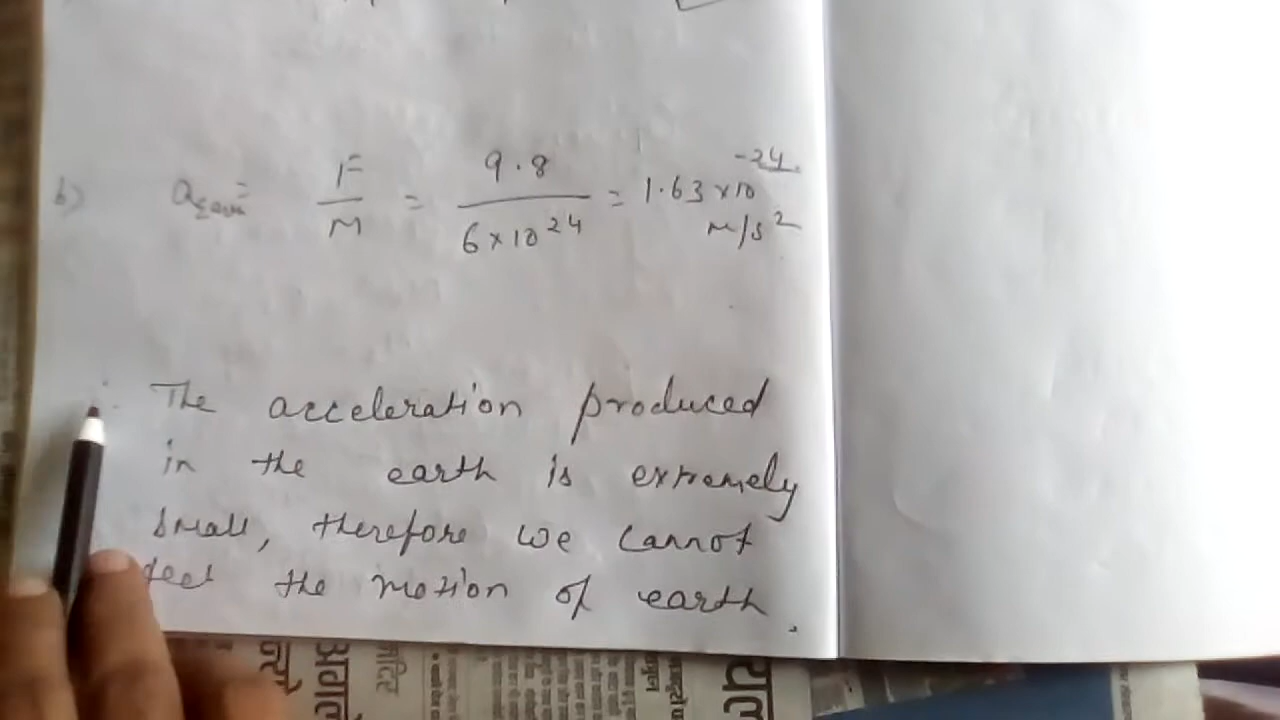 b) a_Earth = F/M = 9.8/6×10^24 = 1.63×10^-24 m/s²
∴ The acceleration produced
in the earth is extremely
small, therefore we cannot
feel the motion of earth.